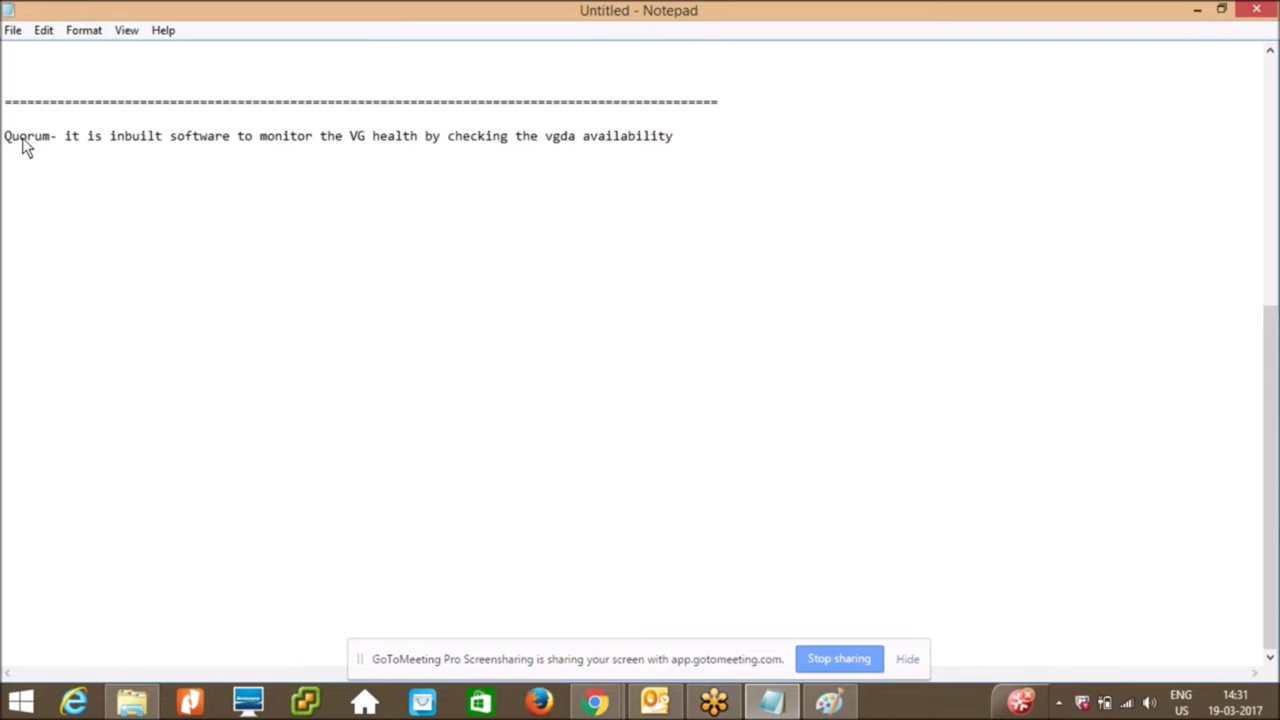 Untitled - Notepad
File Edit Format View Help
===============================================================================================
Quorum- it is inbuilt software to monitor the VG health by checking the vgda availability
GoToMeeting Pro Screensharing is sharing your screen with app.gotomeeting.com. Stop sharing Hide
ENG 14:31
US 19-03-2017